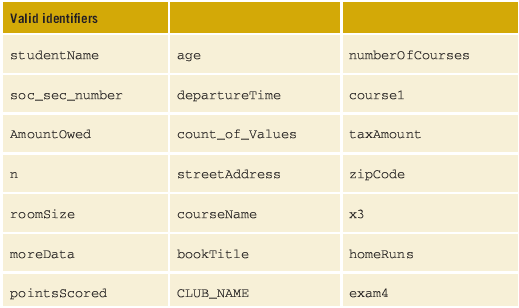 Valid identifiers
studentName age numberOfCourses
soc_sec_number departureTime course1
AmountOwed count_of_Values taxAmount
n streetAddress zipCode
roomSize courseName x3
moreData bookTitle homeRuns
pointsScored CLUB_NAME exam4